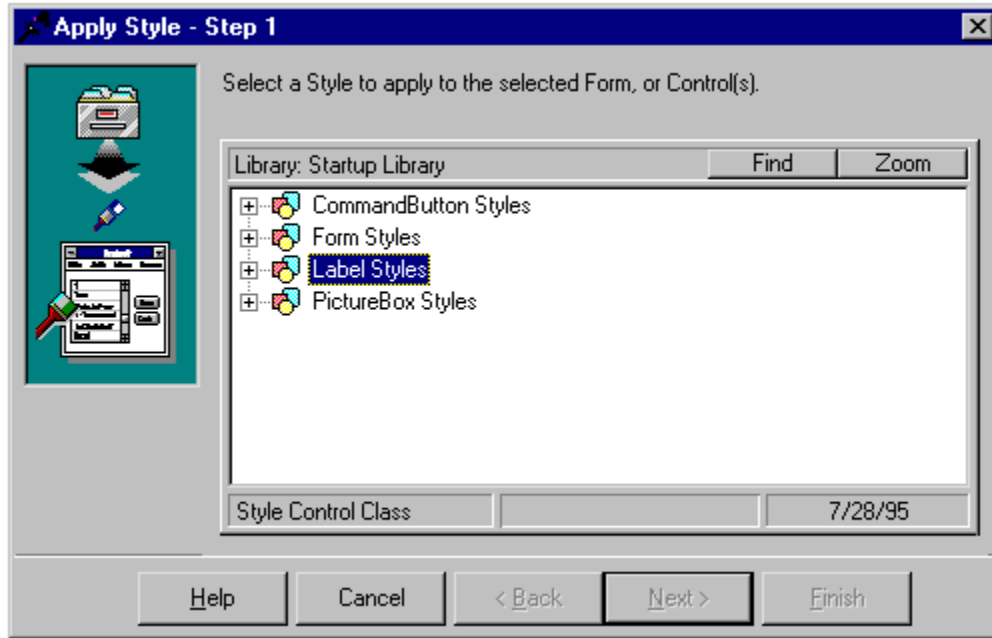 Apply Style - Step 1
Select a Style to apply to the selected Form, or Control(s).
Library: Startup Library Find Zoom
CommandButton Styles
Form Styles
Label Styles
PictureBox Styles
Style Control Class 7/28/95
Help Cancel < Back Next > Finish